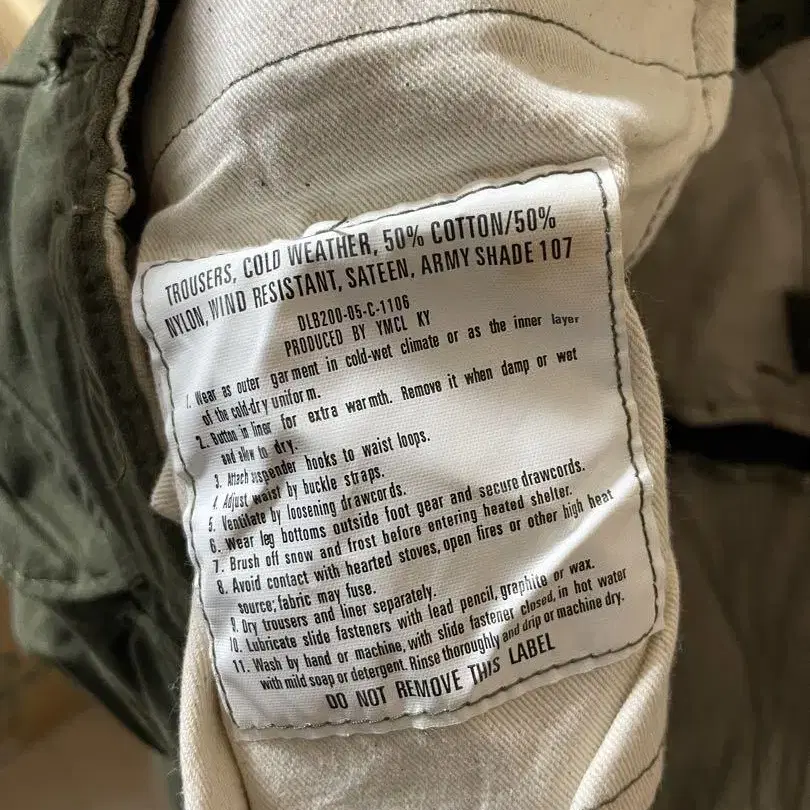 TROUSERS, COLD WEATHER, 50% COTTON/50%
NYLON, WIND RESISTANT, SATEEN, ARMY SHADE 107
DLB200-05-C-1106
PRODUCED BY YMCL KY
1. Wear as outer garment in cold-wet climate or as the inner layer
of the cold-dry uniform.
2. Button in liner for extra warmth. Remove it when damp or wet
and allow to dry.
3. Attach suspender hooks to waist loops.
4. Adjust waist by buckle straps.
5. Ventilate by loosening drawcords.
6. Wear leg bottoms outside foot gear and secure drawcords.
7. Brush off snow and frost before entering heated shelter.
8. Avoid contact with hearted stoves, open fires or other high heat
source; fabric may fuse.
9. Dry trousers and liner separately.
10. Lubricate slide fasteners with lead pencil, graphite or wax.
11. Wash by hand or machine, with slide fastener closed, in hot water
with mild soap or detergent. Rinse thoroughly and drip or machine dry.
DO NOT REMOVE THIS LABEL